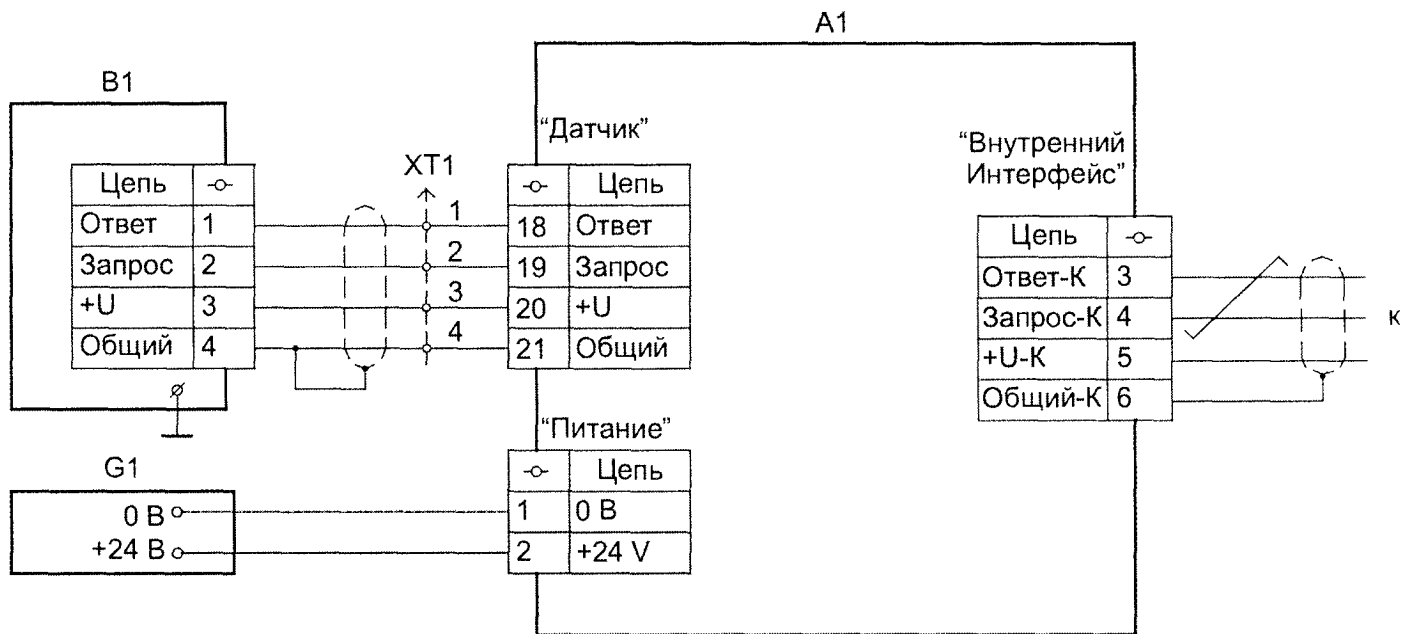 A1
B1
“Датчик”
“Внутренний
Интерфейс”
XT1
Цепь
Ответ 1
Запрос 2
+U 3
Общий 4
1
2
3
4
Цепь
18 Ответ
19 Запрос
20 +U
21 Общий
Цепь
Ответ-К 3
Запрос-К 4
+U-К 5
Общий-К 6
к
“Питание”
G1
0 В
+24 В
Цепь
1 0 В
2 +24 V